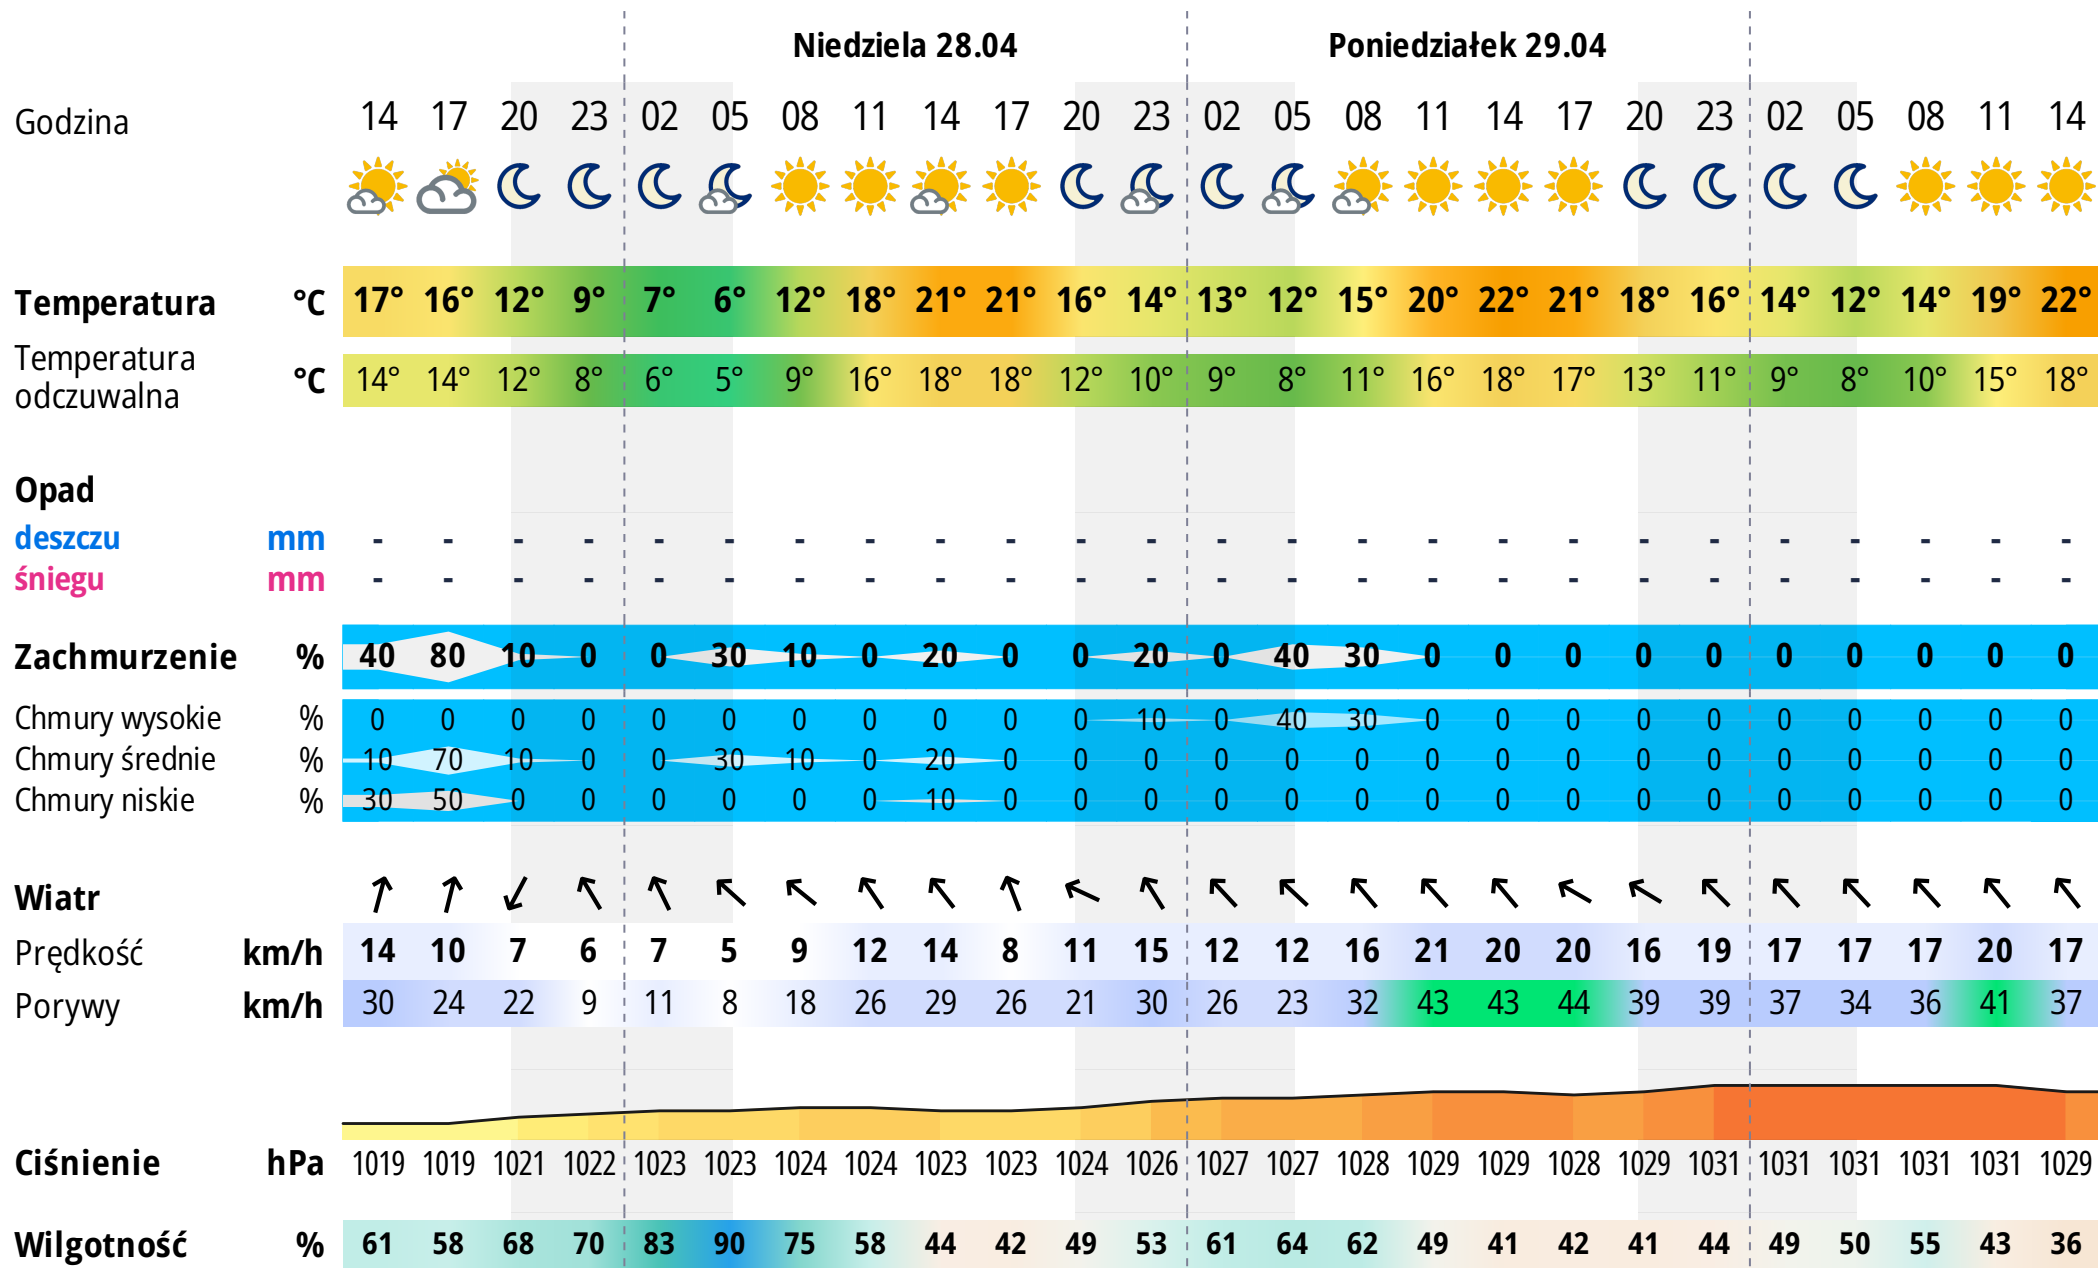 Niedziela 28.04 Poniedziałek 29.04
Godzina 14 17 20 23 02 05 08 11 14 17 20 23 02 05 08 11 14 17 20 23 02 05 08 11 14
Temperatura °C 17° 16° 12° 9° 7° 6° 12° 18° 21° 21° 16° 14° 13° 12° 15° 20° 22° 21° 18° 16° 14° 12° 14° 19° 22°
Temperatura
odczuwalna °C 14° 14° 12° 8° 6° 5° 9° 16° 18° 18° 12° 10° 9° 8° 11° 16° 18° 17° 13° 11° 9° 8° 10° 15° 18°
Opad
deszczu mm - - - - - - - - - - - - - - - - - - - - - - - - -
śniegu mm - - - - - - - - - - - - - - - - - - - - - - - - -
Zachmurzenie % 40 80 10 0 0 30 10 0 20 0 0 20 0 40 30 0 0 0 0 0 0 0 0 0 0
Chmury wysokie % 0 0 0 0 0 0 0 0 0 0 0 10 0 40 30 0 0 0 0 0 0 0 0 0 0
Chmury średnie % 10 70 10 0 0 30 10 0 20 0 0 0 0 0 0 0 0 0 0 0 0 0 0 0 0
Chmury niskie % 30 50 0 0 0 0 0 0 10 0 0 0 0 0 0 0 0 0 0 0 0 0 0 0 0
Wiatr
Prędkość km/h 14 10 7 6 7 5 9 12 14 8 11 15 12 12 16 21 20 20 16 19 17 17 17 20 17
Porywy km/h 30 24 22 9 11 8 18 26 29 26 21 30 26 23 32 43 43 44 39 39 37 34 36 41 37
Ciśnienie hPa 1019 1019 1021 1022 1023 1023 1024 1024 1023 1023 1024 1026 1027 1027 1028 1029 1029 1028 1029 1031 1031 1031 1031 1031 1029
Wilgotność % 61 58 68 70 83 90 75 58 44 42 49 53 61 64 62 49 41 42 41 44 49 50 55 43 36